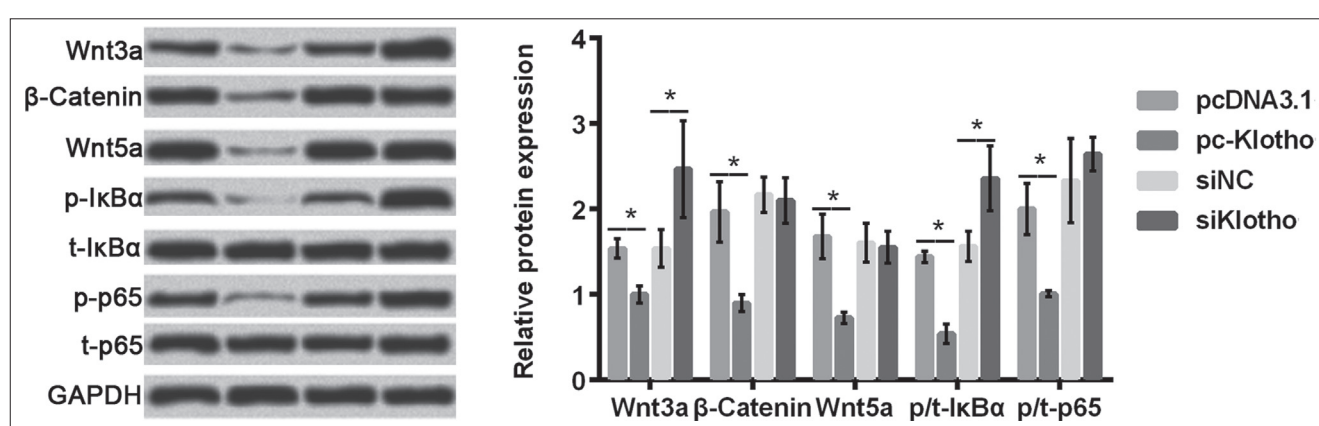 Wnt3a
β-Catenin
Wnt5a
p-IκBα
t-IκBα
p-p65
t-p65
GAPDH
Relative protein expression
4
3
2
1
0
*
*
*
*
*
*
*
Wnt3a β-Catenin Wnt5a p/t-IκBα p/t-p65
pcDNA3.1
pc-Klotho
siNC
siKlotho